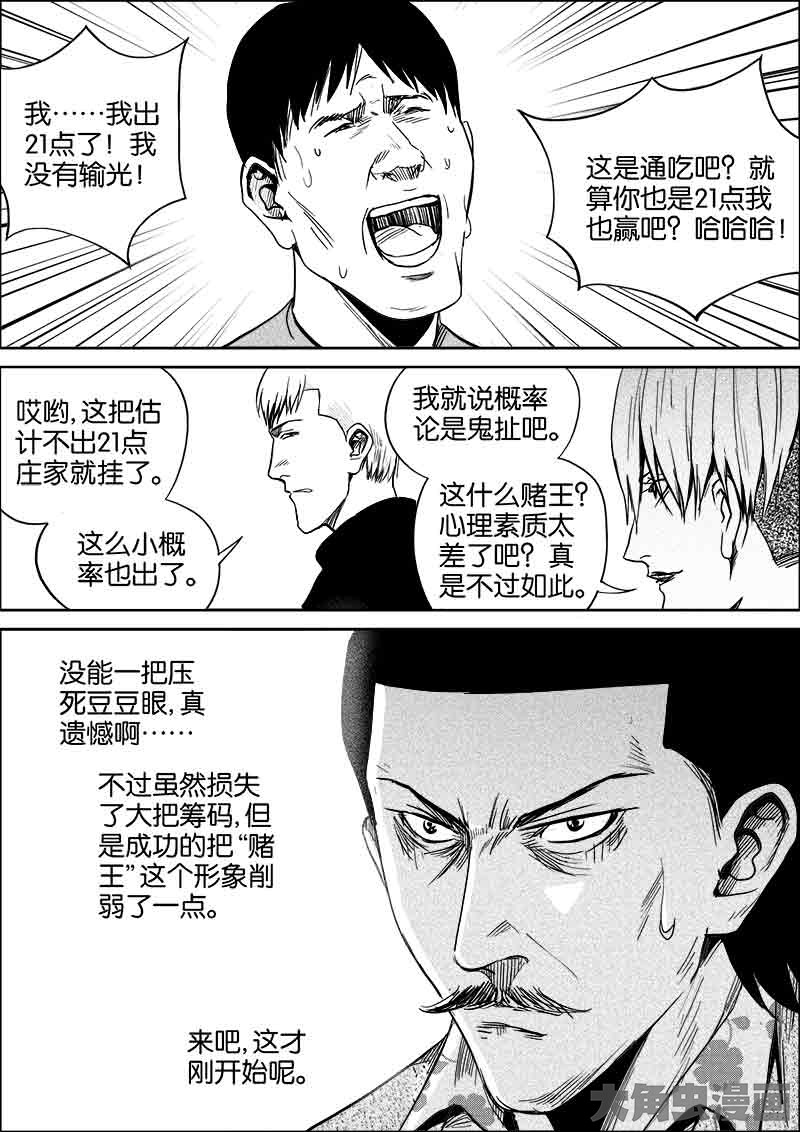 我……我出
21点了！我
没有输光！
这是通吃吧？就
算你也是21点我
也赢吧？哈哈哈！
哎哟，这把估
计不出21点
庄家就挂了。
这么小概
率也出了。
我就说概率
论是鬼扯吧。
这什么赌王？
心理素质太
差了吧？真
是不过如此。
没能一把压
死豆豆眼，真
遗憾啊……
不过虽然损失
了大把筹码，但
是成功的把“赌
王”这个形象削
弱了一点。
来吧，这才
刚开始呢。
大角虫漫画